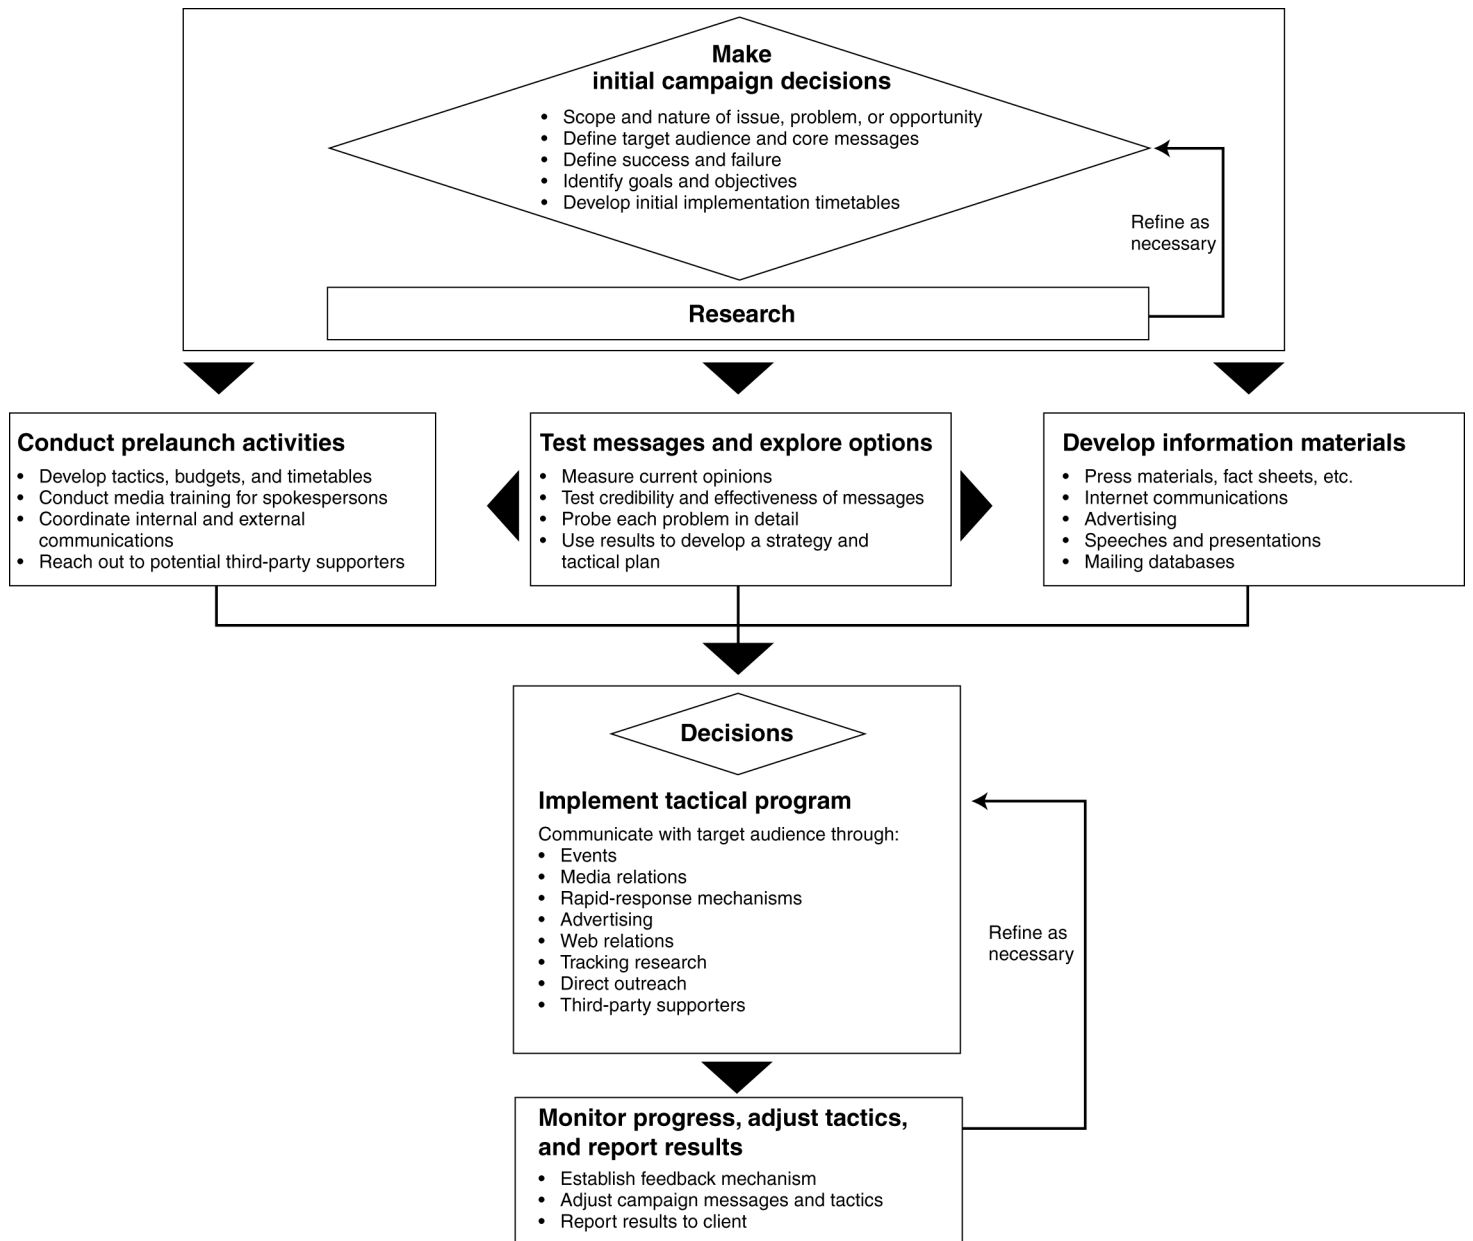 Make
initial campaign decisions
• Scope and nature of issue, problem, or opportunity
• Define target audience and core messages
• Define success and failure
• Identify goals and objectives
• Develop initial implementation timetables
Refine as
necessary
Research
Conduct prelaunch activities
• Develop tactics, budgets, and timetables
• Conduct media training for spokespersons
• Coordinate internal and external
communications
• Reach out to potential third-party supporters
Test messages and explore options
• Measure current opinions
• Test credibility and effectiveness of messages
• Probe each problem in detail
• Use results to develop a strategy and
tactical plan
Develop information materials
• Press materials, fact sheets, etc.
• Internet communications
• Advertising
• Speeches and presentations
• Mailing databases
Decisions
Implement tactical program
Communicate with target audience through:
• Events
• Media relations
• Rapid-response mechanisms
• Advertising
• Web relations
• Tracking research
• Direct outreach
• Third-party supporters
Refine as
necessary
Monitor progress, adjust tactics,
and report results
• Establish feedback mechanism
• Adjust campaign messages and tactics
• Report results to client